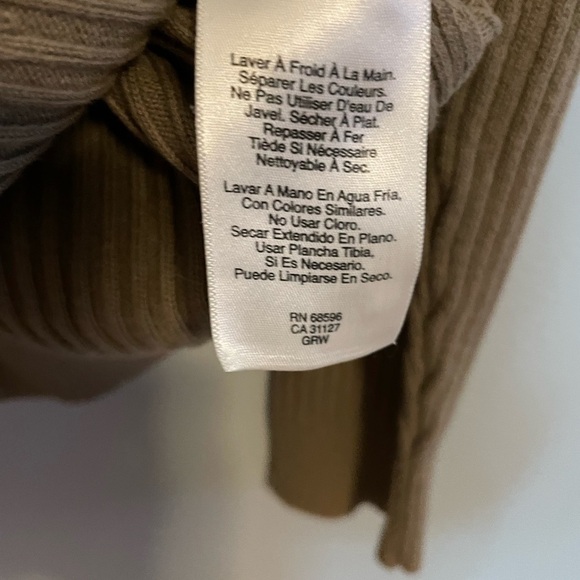 Laver À Froid À La Main.
Séparer Les Couleurs.
Ne Pas Utiliser D'eau De
Javel. Sécher À Plat.
Repasser À Fer
Tiède Si Nécessaire
Nettoyable À Sec.
Lavar A Mano En Agua Fria,
Con Colores Similares.
No Usar Cloro.
Secar Extendido En Plano.
Usar Plancha Tibia,
Si Es Necesario.
Puede Limpiarse En Seco.
RN 68596
CA 31127
GRW